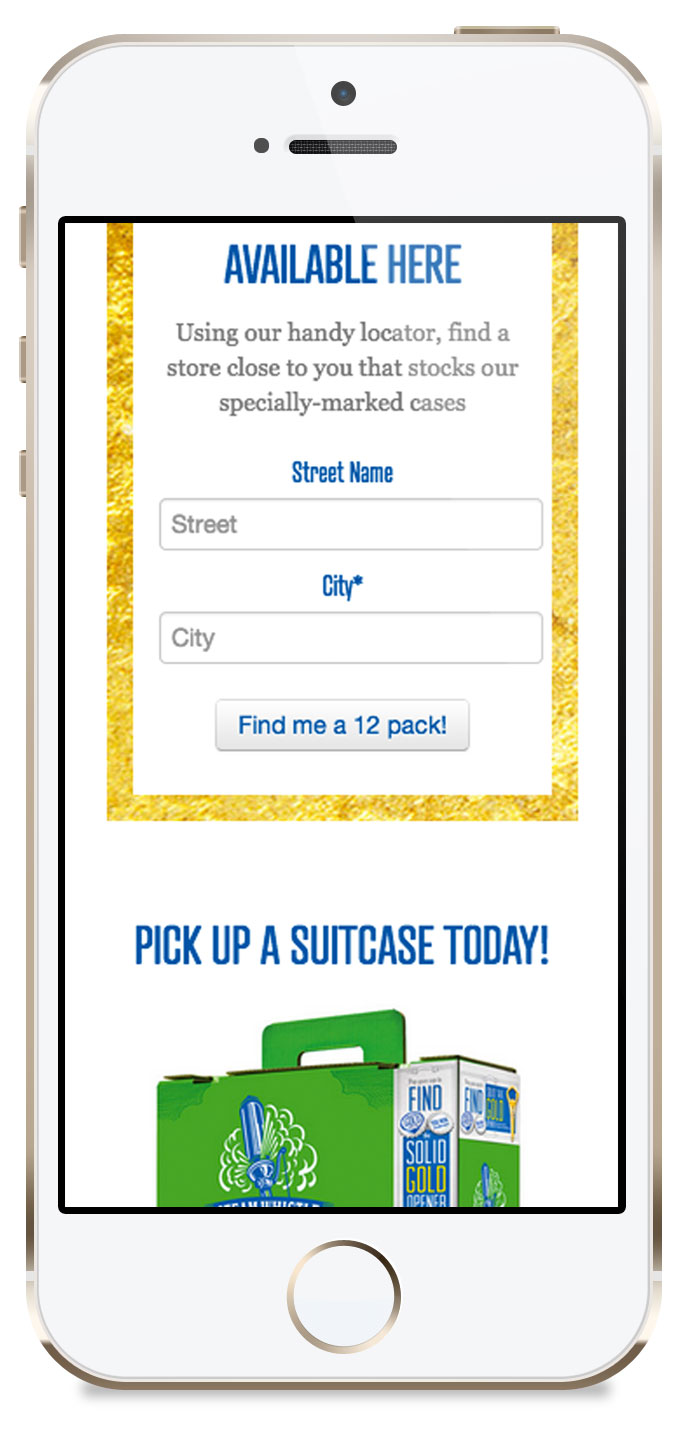 AVAILABLE HERE
Using our handy locator, find a
store close to you that stocks our
specially-marked cases
Street Name
Street
City*
City
Find me a 12 pack!
PICK UP A SUITCASE TODAY!
FIND
the
SOLID
GOLD
OPENER
FIND
GOLD